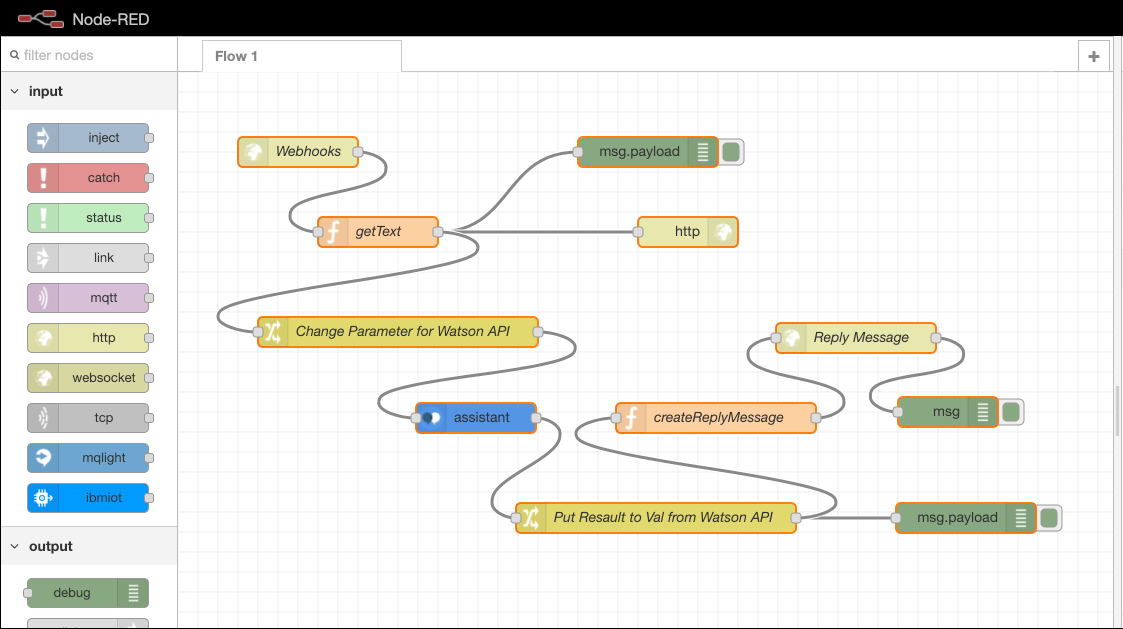 Node-RED
filter nodes
Flow 1
+
input
inject
catch
status
link
mqtt
http
websocket
tcp
mqlight
ibmiot
output
debug
Webhooks
msg.payload
getText
http
Change Parameter for Watson API
Reply Message
msg
assistant
createReplyMessage
Put Resault to Val from Watson API
msg.payload